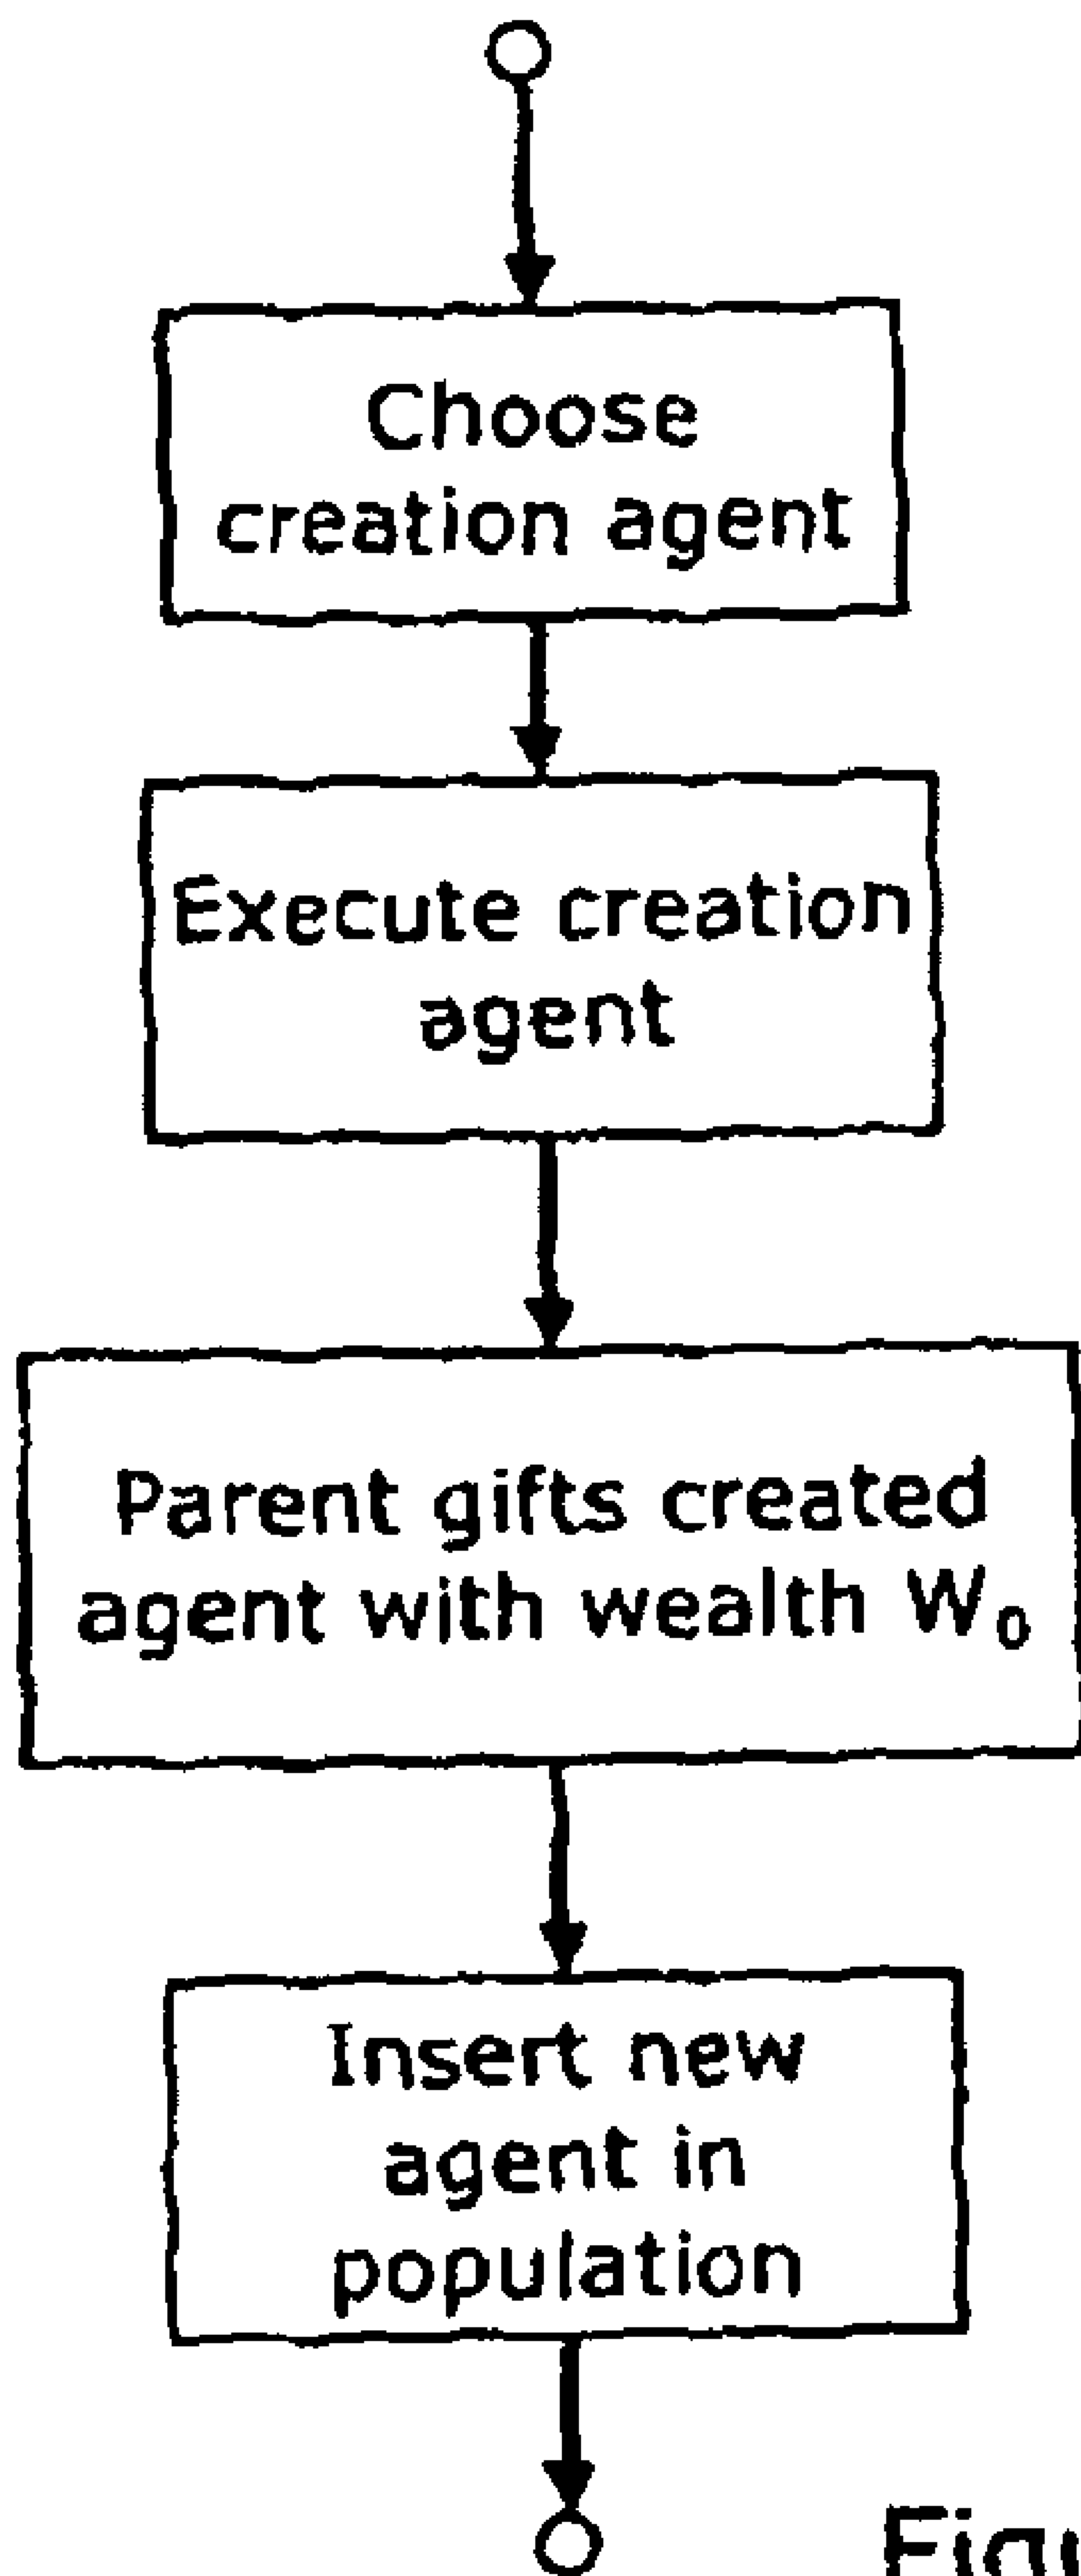 Choose
creation agent
Execute creation
agent
Parent gifts created
agent with wealth W₀
Insert new
agent in
population